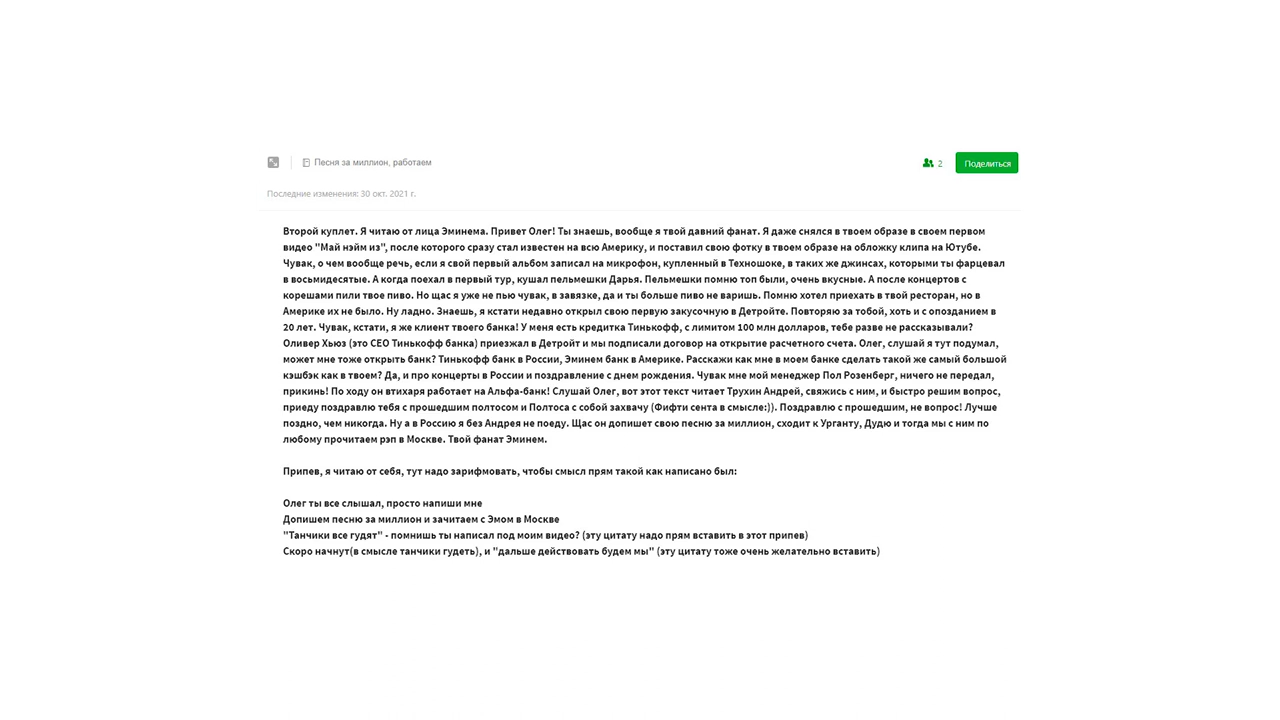 Песня за миллион, работаем
2
Поделиться
Последние изменения: 30 окт. 2021 г.
Второй куплет. Я читаю от лица Эминема. Привет Олег! Ты знаешь, вообще я твой давний фанат. Я даже снялся в твоем образе в своем первом
видео "Май нэйм из", после которого сразу стал известен на всю Америку, и поставил свою фотку в твоем образе на обложку клипа на Ютубе.
Чувак, о чем вообще речь, если я свой первый альбом записал на микрофон, купленный в Техношоке, в таких же джинсах, которыми ты фарцевал
в восьмидесятые. А когда поехал в первый тур, кушал пельмешки Дарья. Пельмешки помню топ были, очень вкусные. А после концертов с
корешами пили твое пиво. Но щас я уже не пью чувак, в завязке, да и ты больше пиво не варишь. Помню хотел приехать в твой ресторан, но в
Америке их не было. Ну ладно. Знаешь, я кстати недавно открыл свою первую закусочную в Детройте. Повторяю за тобой, хоть и с опозданием в
20 лет. Чувак, кстати, я же клиент твоего банка! У меня есть кредитка Тинькофф, с лимитом 100 млн долларов, тебе разве не рассказывали?
Оливер Хьюз (это CEO Тинькофф банка) приезжал в Детройт и мы подписали договор на открытие расчетного счета. Олег, слушай я тут подумал,
может мне тоже открыть банк? Тинькофф банк в России, Эминем банк в Америке. Расскажи как мне в моем банке сделать такой же самый большой
кэшбэк как в твоем? Да, и про концерты в России и поздравление с днем рождения. Чувак мне мой менеджер Пол Розенберг, ничего не передал,
прикинь! По ходу он втихаря работает на Альфа-банк! Слушай Олег, вот этот текст читает Трухин Андрей, свяжись с ним, и быстро решим вопрос,
приеду поздравлю тебя с прошедшим полтосом и Полтоса с собой захвачу (Фифти сента в смысле:)). Поздравлю с прошедшим, не вопрос! Лучше
поздно, чем никогда. Ну а в Россию я без Андрея не поеду. Щас он допишет свою песню за миллион, сходит к Урганту, Дудю и тогда мы с ним по
любому прочитаем рэп в Москве. Твой фанат Эминем.
Припев, я читаю от себя, тут надо зарифмовать, чтобы смысл прям такой как написано был:
Олег ты все слышал, просто напиши мне
Допишем песню за миллион и зачитаем с Эмом в Москве
"Танчики все гудят" - помнишь ты написал под моим видео? (эту цитату надо прям вставить в этот припев)
Скоро начнут(в смысле танчики гудеть), и "дальше действовать будем мы" (эту цитату тоже очень желательно вставить)